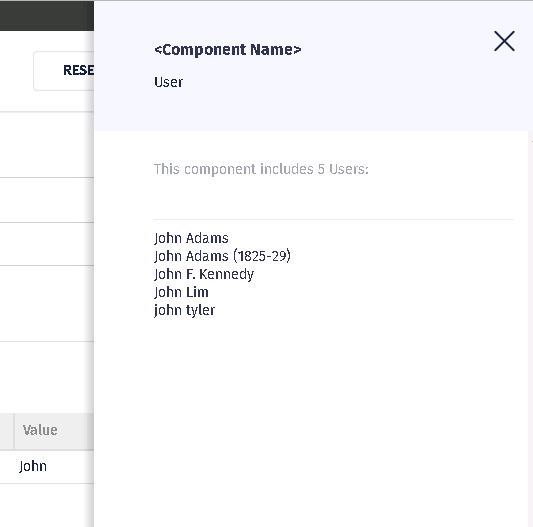 <Component Name>
User
RESE
This component includes 5 Users:
John Adams
John Adams (1825-29)
John F. Kennedy
John Lim
john tyler
Value
John